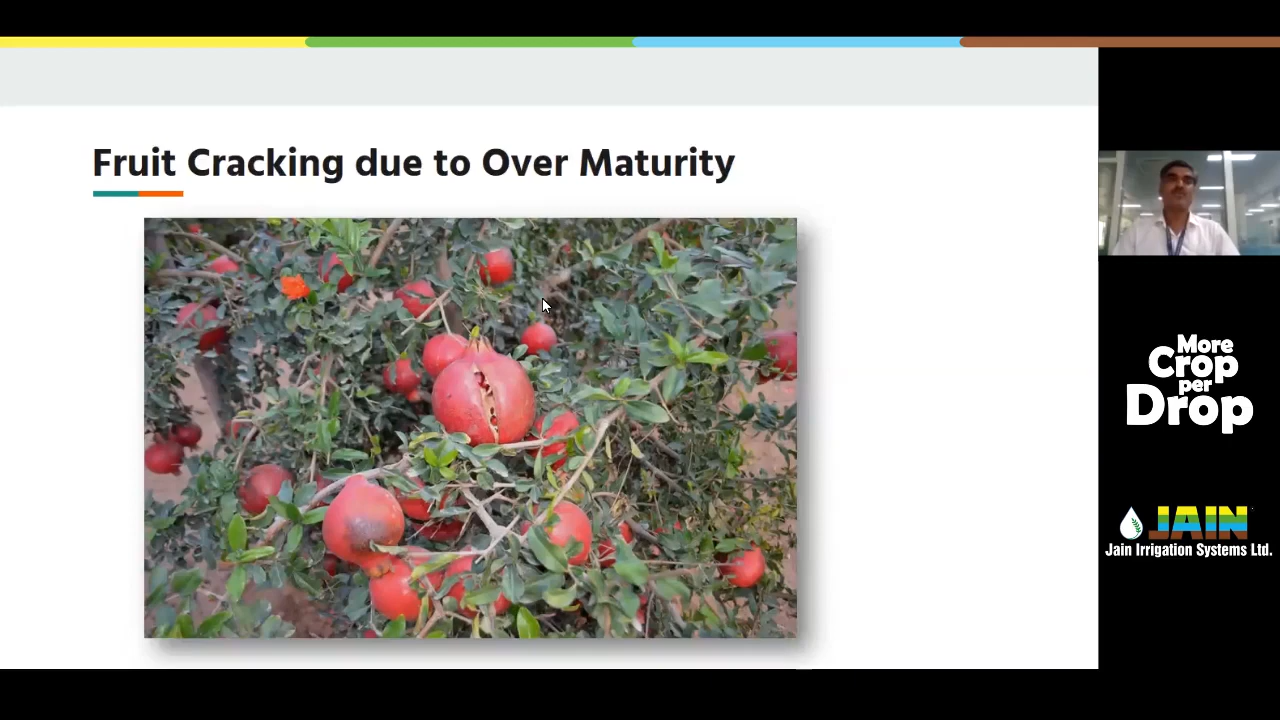 Fruit Cracking due to Over Maturity
More
Crop
per
Drop
JAIN
Jain Irrigation Systems Ltd.